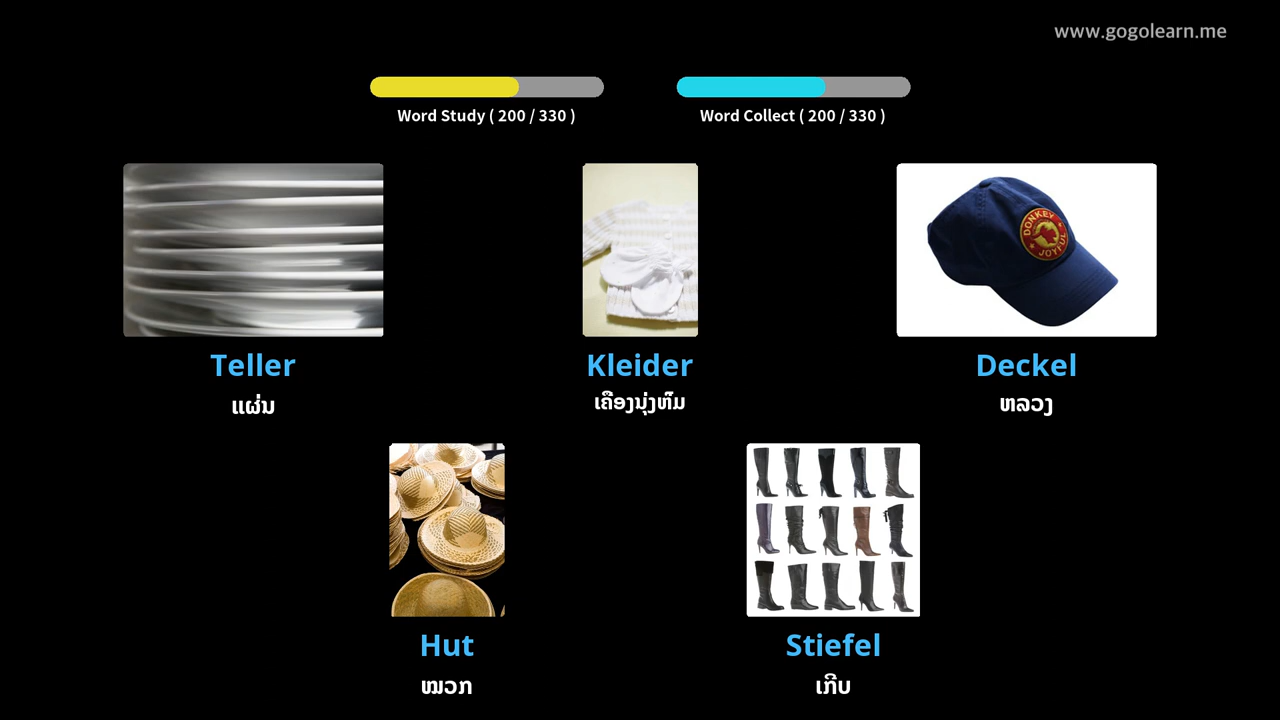 www.gogolearn.me
Word Study ( 200 / 330 )
Word Collect ( 200 / 330 )
DONKEY
JOYFUL
Teller
Kleider
Deckel
ແຜ່ນ
ເຄືອງນຸ່ງຫົ່ມ
ຫລວງ
Hut
Stiefel
ໝວກ
ເກີບ